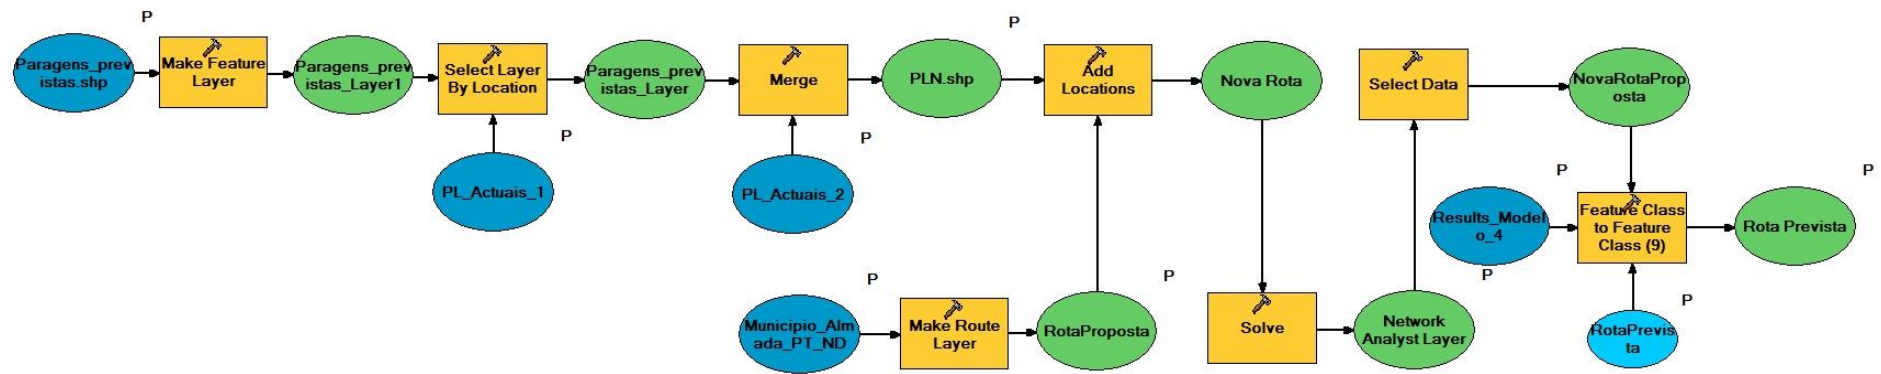 P
Paragens_prev
istas.shp
Make Feature
Layer
Paragens_prev
istas_Layer1
Select Layer
By Location
P
PL_Actuais_1
Paragens_prev
istas_Layer
Merge
P
PL_Actuais_2
PLN.shp
P
Add
Locations
Nova Rota
P
Municipio_Alm
ada_PT_ND
Make Route
Layer
P
RotaProposta
Solve
Network
Analyst Layer
Select Data
NovaRotaProp
osta
P
Results_Model
o_4
P
Feature Class
to Feature
Class (9)
P
RotaPrevis
ta
P
Rota Prevista